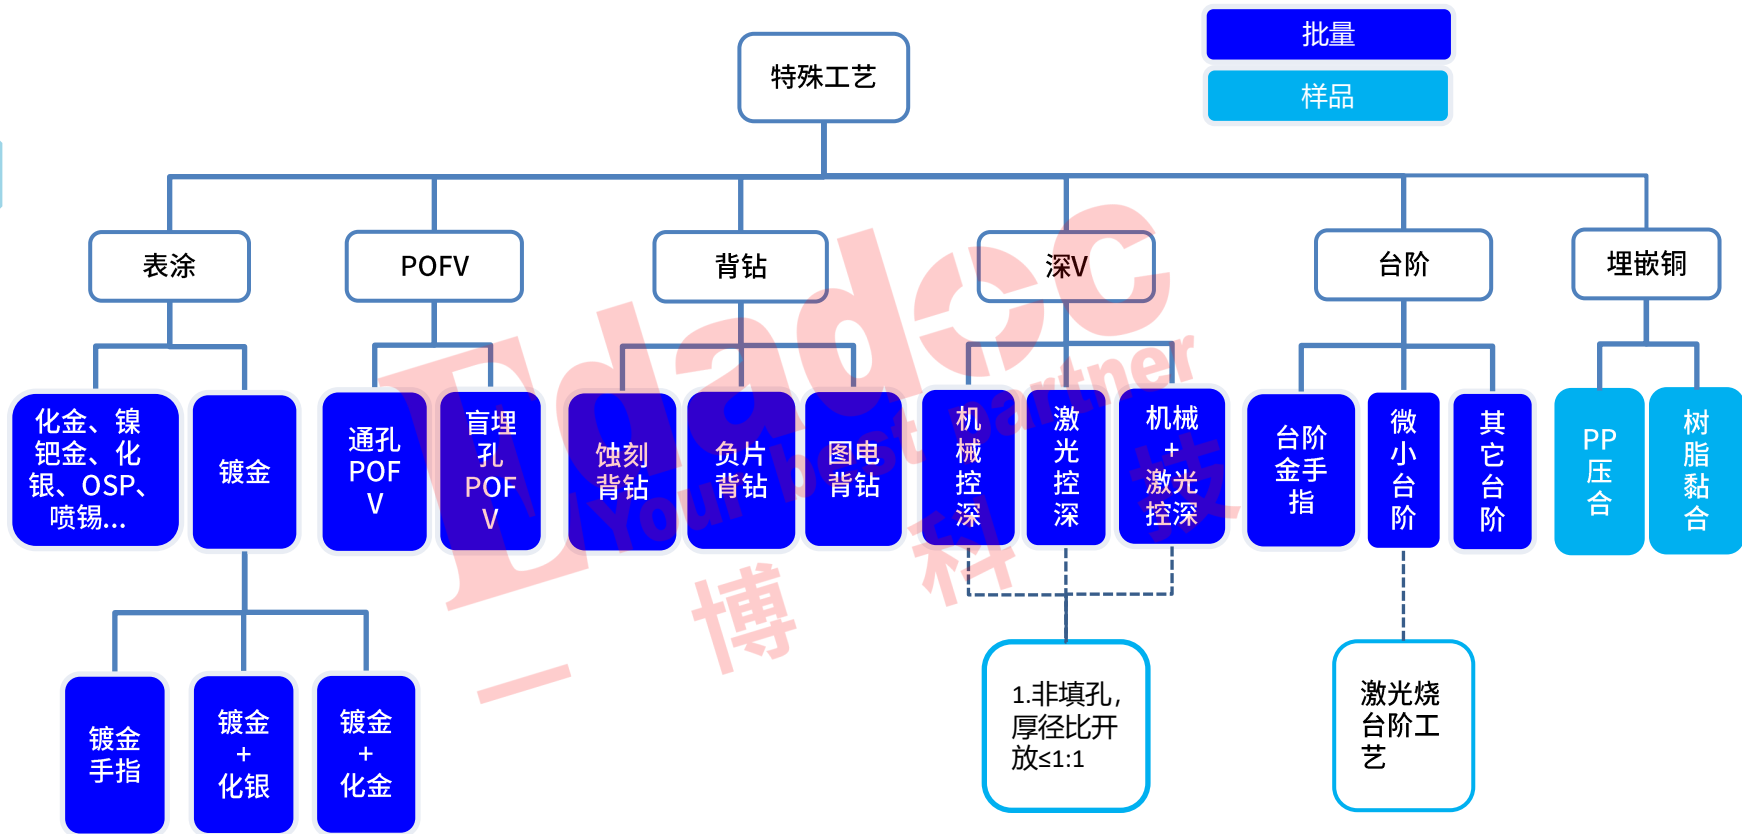 批量
样品
特殊工艺
表涂
POFV
背钻
深V
台阶
埋嵌铜
化金、镍
钯金、化
银、OSP、
喷锡...
镀金
通孔
POF
V
盲埋
孔
POF
V
蚀刻
背钻
负片
背钻
图电
背钻
机
械
控
深
激
光
控
深
机械
+
激光
控深
台阶
金手
指
微
小
台
阶
其
它
台
阶
PP
压
合
树
脂
黏
合
镀金
手指
镀金
+
化银
镀金
+
化金
1.非填孔,
厚径比开
放≤1:1
激光烧
台阶工
艺
Edadoc
Your best partner
一博科技